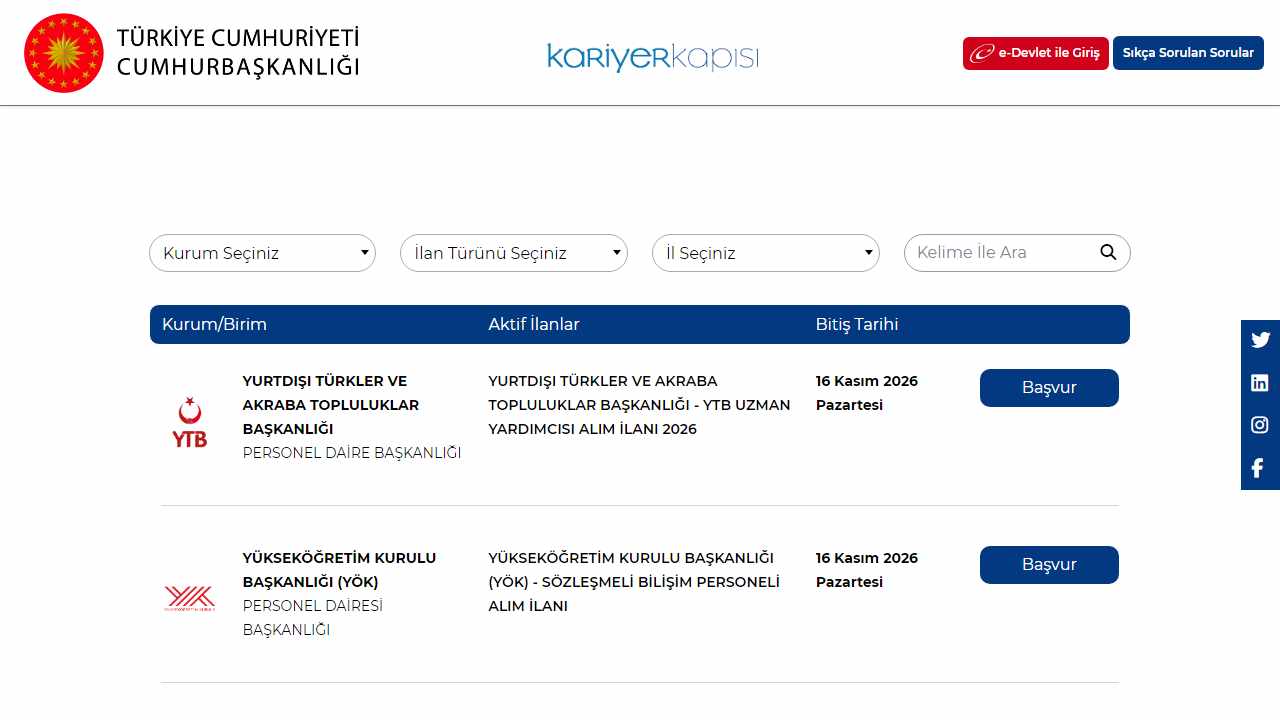 TÜRKİYE CUMHURİYETİ
CUMHURBAŞKANLIĞI
kariyerkapısı
e-Devlet ile Giriş
Sıkça Sorulan Sorular
Kurum Seçiniz
İlan Türünü Seçiniz
İl Seçiniz
Kelime İle Ara
Kurum/Birim
Aktif İlanlar
Bitiş Tarihi
YTB
YURTDIŞI TÜRKLER VE
AKRABA TOPLULUKLAR
BAŞKANLIĞI
PERSONEL DAİRE BAŞKANLIĞI
YURTDIŞI TÜRKLER VE AKRABA
TOPLULUKLAR BAŞKANLIĞI - YTB UZMAN
YARDIMCISI ALIM İLANI 2026
16 Kasım 2026
Pazartesi
Başvur
YÜKSEKÖĞRETİM KURULU
BAŞKANLIĞI (YÖK)
PERSONEL DAİRESİ
BAŞKANLIĞI
YÜKSEKÖĞRETİM KURULU BAŞKANLIĞI
(YÖK) - SÖZLEŞMELİ BİLİŞİM PERSONELİ
ALIM İLANI
16 Kasım 2026
Pazartesi
Başvur